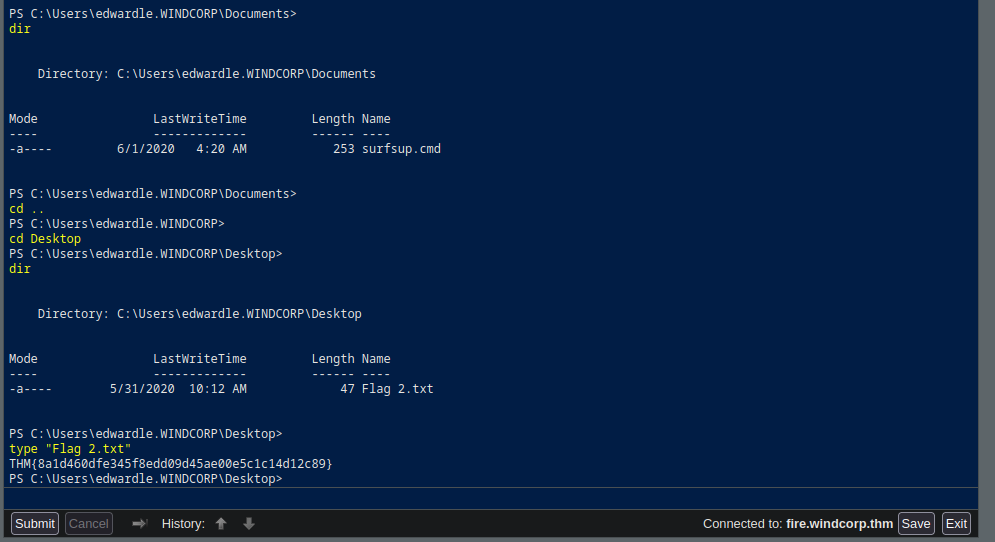 PS C:\Users\edwardle.WINDCORP\Documents>
dir
Directory: C:\Users\edwardle.WINDCORP\Documents
Mode LastWriteTime Length Name
---- ------------- ------ ----
-a---- 6/1/2020 4:20 AM 253 surfsup.cmd
PS C:\Users\edwardle.WINDCORP\Documents>
cd ..
PS C:\Users\edwardle.WINDCORP>
cd Desktop
PS C:\Users\edwardle.WINDCORP\Desktop>
dir
Directory: C:\Users\edwardle.WINDCORP\Desktop
Mode LastWriteTime Length Name
---- ------------- ------ ----
-a---- 5/31/2020 10:12 AM 47 Flag 2.txt
PS C:\Users\edwardle.WINDCORP\Desktop>
type "Flag 2.txt"
THM{8a1d460dfe345f8edd09d45ae00e5c1c14d12c89}
PS C:\Users\edwardle.WINDCORP\Desktop>
Submit Cancel History: Connected to: fire.windcorp.thm Save Exit